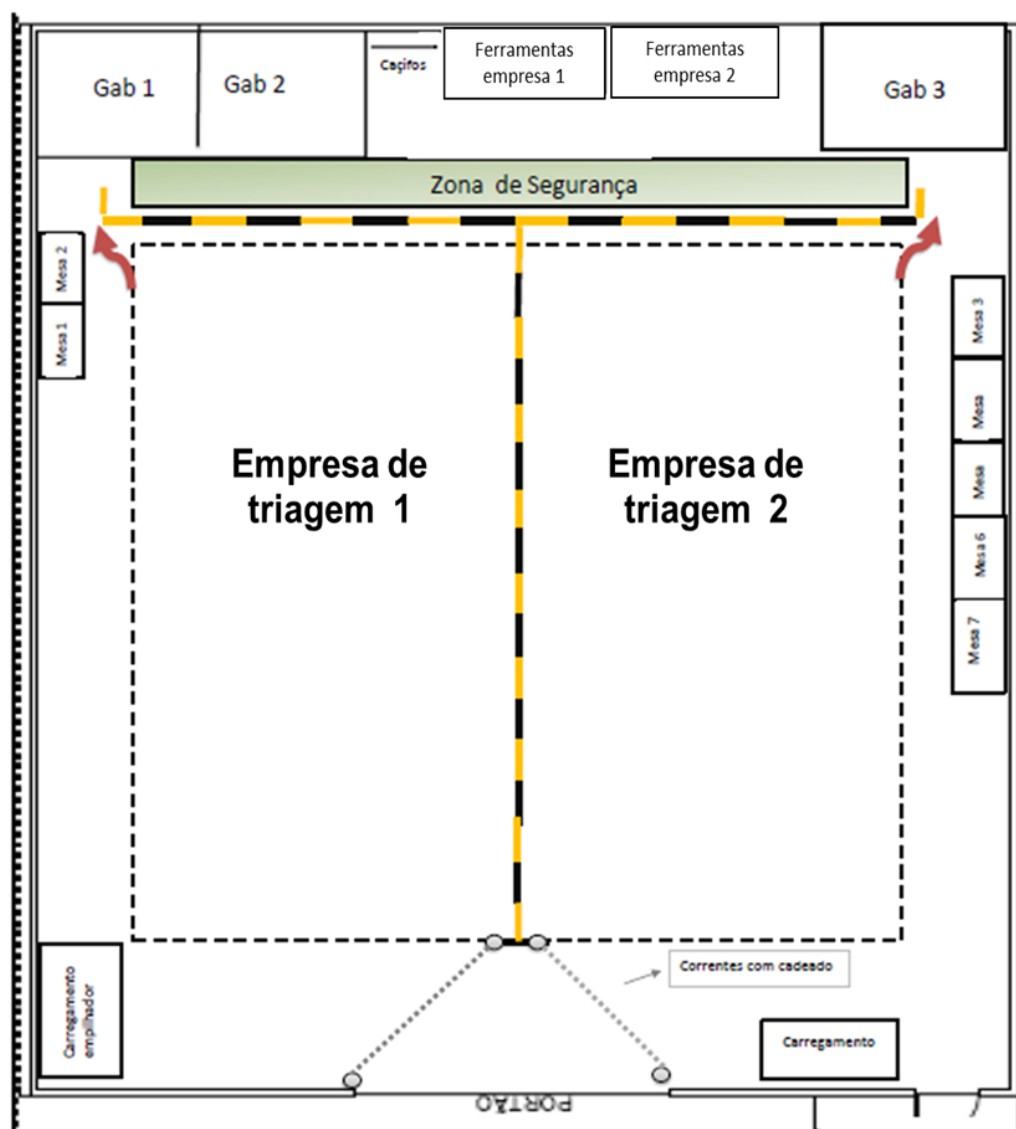 Gab 1
Gab 2
Caçifos
Ferramentas
empresa 1
Ferramentas
empresa 2
Gab 3
Zona de Segurança
Mesa 2
Mesa 1
Mesa 3
Mesa
Mesa
Mesa 6
Mesa 7
Empresa de
triagem 1
Empresa de
triagem 2
Correntes com cadeado
Carregamento
empilhador
Carregamento
PORTÃO